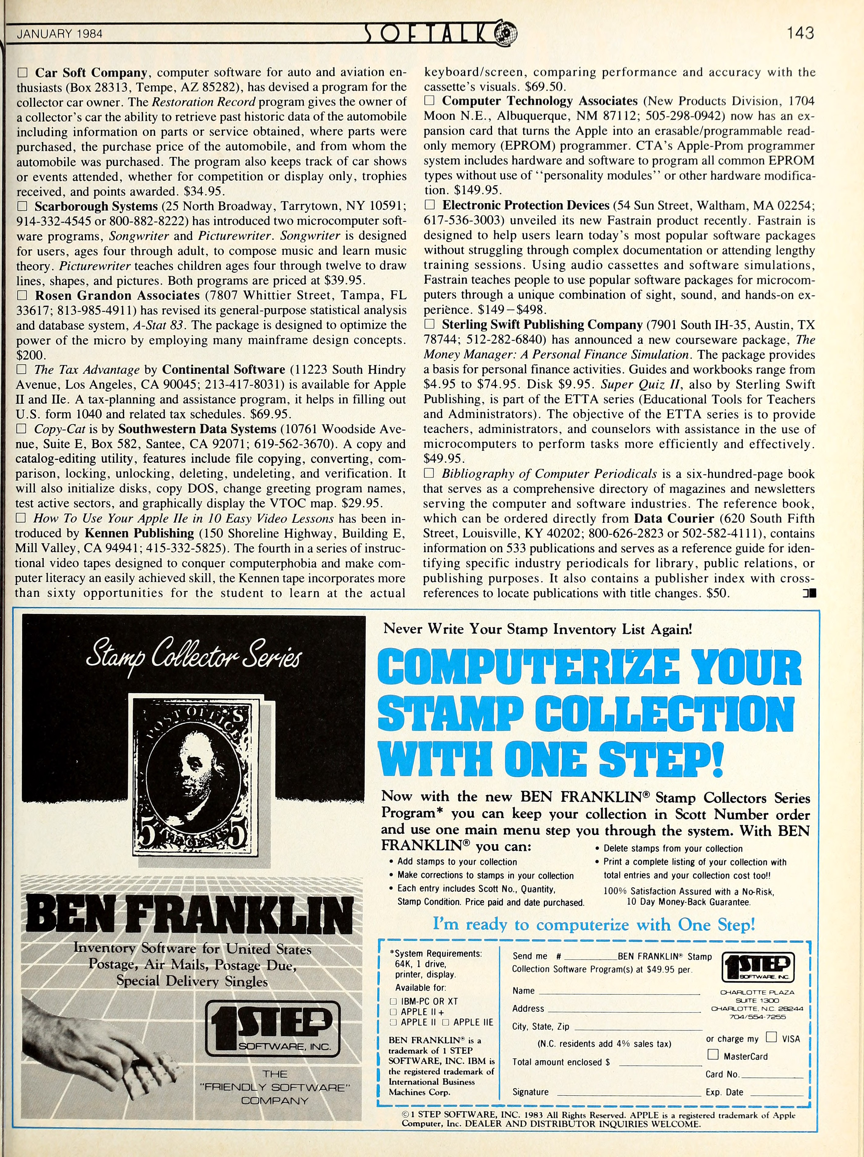 JANUARY 1984
SOFTALK
143
☐ Car Soft Company, computer software for auto and aviation en-
thusiasts (Box 28313, Tempe, AZ 85282), has devised a program for the
collector car owner. The Restoration Record program gives the owner of
a collector's car the ability to retrieve past historic data of the automobile
including information on parts or service obtained, where parts were
purchased, the purchase price of the automobile, and from whom the
automobile was purchased. The program also keeps track of car shows
or events attended, whether for competition or display only, trophies
received, and points awarded. $34.95.
☐ Scarborough Systems (25 North Broadway, Tarrytown, NY 10591;
914-332-4545 or 800-882-8222) has introduced two microcomputer soft-
ware programs, Songwriter and Picturewriter. Songwriter is designed
for users, ages four through adult, to compose music and learn music
theory. Picturewriter teaches children ages four through twelve to draw
lines, shapes, and pictures. Both programs are priced at $39.95.
☐ Rosen Grandon Associates (7807 Whittier Street, Tampa, FL
33617; 813-985-4911) has revised its general-purpose statistical analysis
and database system, A-Stat 83. The package is designed to optimize the
power of the micro by employing many mainframe design concepts.
$200.
☐ The Tax Advantage by Continental Software (11223 South Hindry
Avenue, Los Angeles, CA 90045; 213-417-8031) is available for Apple
II and IIe. A tax-planning and assistance program, it helps in filling out
U.S. form 1040 and related tax schedules. $69.95.
☐ Copy-Cat is by Southwestern Data Systems (10761 Woodside Ave-
nue, Suite E, Box 582, Santee, CA 92071; 619-562-3670). A copy and
catalog-editing utility, features include file copying, converting, com-
parison, locking, unlocking, deleting, undeleting, and verification. It
will also initialize disks, copy DOS, change greeting program names,
test active sectors, and graphically display the VTOC map. $29.95.
☐ How To Use Your Apple IIe in 10 Easy Video Lessons has been in-
troduced by Kennen Publishing (150 Shoreline Highway, Building E,
Mill Valley, CA 94941; 415-332-5825). The fourth in a series of instruc-
tional video tapes designed to conquer computerphobia and make com-
puter literacy an easily achieved skill, the Kennen tape incorporates more
than sixty opportunities for the student to learn at the actual
keyboard/screen, comparing performance and accuracy with the
cassette's visuals. $69.50.
☐ Computer Technology Associates (New Products Division, 1704
Moon N.E., Albuquerque, NM 87112; 505-298-0942) now has an ex-
pansion card that turns the Apple into an erasable/programmable read-
only memory (EPROM) programmer. CTA's Apple-Prom programmer
system includes hardware and software to program all common EPROM
types without use of "personality modules" or other hardware modifica-
tion. $149.95.
☐ Electronic Protection Devices (54 Sun Street, Waltham, MA 02254;
617-536-3003) unveiled its new Fastrain product recently. Fastrain is
designed to help users learn today's most popular software packages
without struggling through complex documentation or attending lengthy
training sessions. Using audio cassettes and software simulations,
Fastrain teaches people to use popular software packages for microcom-
puters through a unique combination of sight, sound, and hands-on ex-
perience. $149–$498.
☐ Sterling Swift Publishing Company (7901 South IH-35, Austin, TX
78744; 512-282-6840) has announced a new courseware package, The
Money Manager: A Personal Finance Simulation. The package provides
a basis for personal finance activities. Guides and workbooks range from
$4.95 to $74.95. Disk $9.95. Super Quiz II, also by Sterling Swift
Publishing, is part of the ETTA series (Educational Tools for Teachers
and Administrators). The objective of the ETTA series is to provide
teachers, administrators, and counselors with assistance in the use of
microcomputers to perform tasks more efficiently and effectively.
$49.95.
☐ Bibliography of Computer Periodicals is a six-hundred-page book
that serves as a comprehensive directory of magazines and newsletters
serving the computer and software industries. The reference book,
which can be ordered directly from Data Courier (620 South Fifth
Street, Louisville, KY 40202; 800-626-2823 or 502-582-4111), contains
information on 533 publications and serves as a reference guide for iden-
tifying specific industry periodicals for library, public relations, or
publishing purposes. It also contains a publisher index with cross-
references to locate publications with title changes. $50.
Stamp Collector Series
POST OFFICE
5 5
BEN FRANKLIN
Inventory Software for United States
Postage, Air Mails, Postage Due,
Special Delivery Singles
1STEP
SOFTWARE, INC.
THE
"FRIENDLY SOFTWARE"
COMPANY
Never Write Your Stamp Inventory List Again!
COMPUTERIZE YOUR
STAMP COLLECTION
WITH ONE STEP!
Now with the new BEN FRANKLIN® Stamp Collectors Series
Program* you can keep your collection in Scott Number order
and use one main menu step you through the system. With BEN
FRANKLIN® you can:
• Add stamps to your collection
• Make corrections to stamps in your collection
• Each entry includes Scott No., Quantity,
Stamp Condition. Price paid and date purchased.
• Delete stamps from your collection
• Print a complete listing of your collection with
total entries and your collection cost too!!
100% Satisfaction Assured with a No-Risk,
10 Day Money-Back Guarantee.
I'm ready to computerize with One Step!
*System Requirements:
64K, 1 drive,
printer, display.
Available for:
☐ IBM-PC OR XT
☐ APPLE II +
☐ APPLE II ☐ APPLE IIE
BEN FRANKLIN® is a
trademark of 1 STEP
SOFTWARE, INC. IBM is
the registered trademark of
International Business
Machines Corp.
Send me # ________ BEN FRANKLIN® Stamp
Collection Software Program(s) at $49.95 per.
Name ________
Address ________
City, State, Zip ________
(N.C. residents add 4% sales tax)
Total amount enclosed $ ________
Signature ________
1STEP
SOFTWARE, INC.
CHARLOTTE PLAZA
SUITE 1300
CHARLOTTE, N.C. 28244
704/554-7255
or charge my ☐ VISA
☐ MasterCard
Card No. ________
Exp. Date ________
© 1 STEP SOFTWARE, INC. 1983 All Rights Reserved. APPLE is a registered trademark of Apple
Computer, Inc. DEALER AND DISTRIBUTOR INQUIRIES WELCOME.